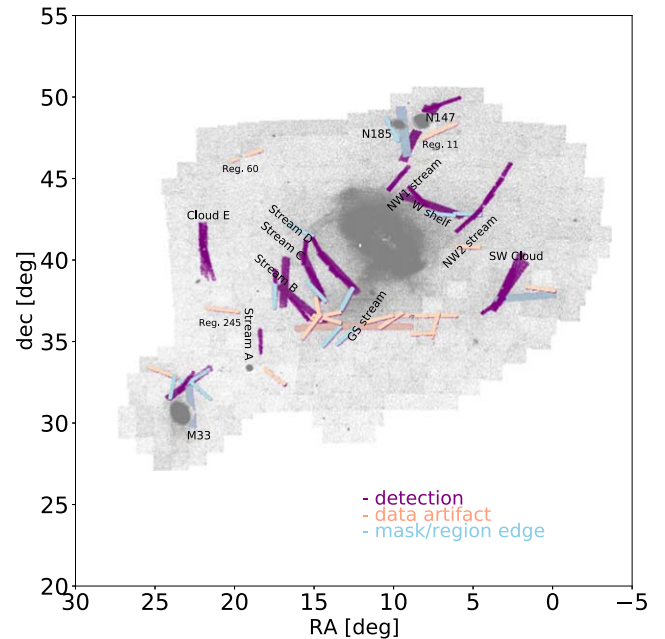 55
50
45
40
35
30
25
20
dec [deg]
N147
N185
Reg. 11
Reg. 60
NW1 stream
W shelf
Cloud E
Stream D
NW2 stream
SW Cloud
Stream C
Stream B
Reg. 245
Stream A
GS stream
M33
- detection
- data artifact
- mask/region edge
30 25 20 15 10 5 0 −5
RA [deg]